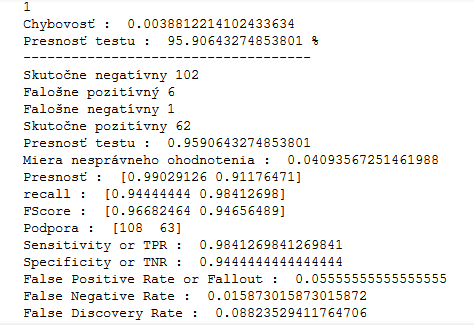 1
Chybovosť :  0.0038812214102433634
Presnosť testu :  95.90643274853801 %
------------------------------------
Skutočne negatívny 102
Falošne pozitívný 6
Falošne negatívny 1
Skutočne pozitívny 62
Presnosť testu :  0.9590643274853801
Miera nesprávneho ohodnotenia :  0.04093567251461988
Presnosť :  [0.99029126 0.91176471]
recall :  [0.94444444 0.98412698]
FScore :  [0.96682464 0.94656489]
Podpora :  [108  63]
Sensitivity or TPR :  0.9841269841269841
Specificity or TNR :  0.9444444444444444
False Positive Rate or Fallout :  0.05555555555555555
False Negative Rate :  0.015873015873015872
False Discovery Rate :  0.08823529411764706